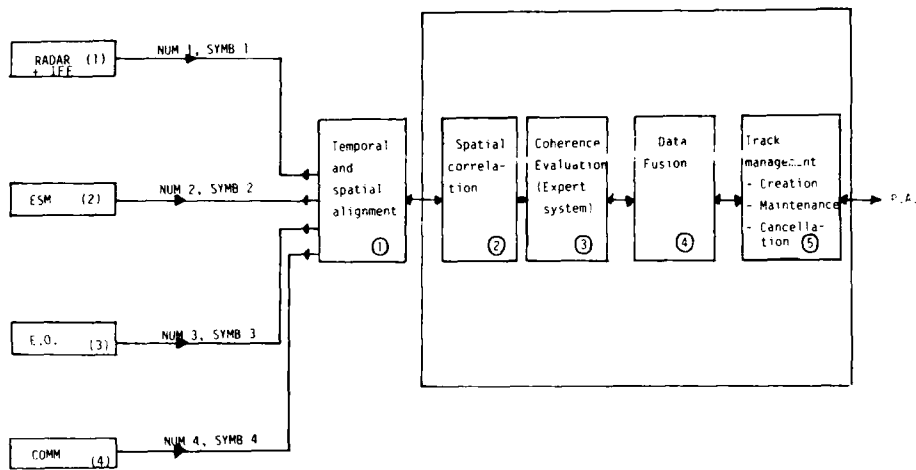 RADAR (1)
+ IFF
NUM 1, SYMB 1
ESM (2)
NUM 2, SYMB 2
E.O. (3)
NUM 3, SYMB 3
COMM (4)
NUM 4, SYMB 4
Temporal
and
spatial
alignment
1
Spatial
correla-
tion
2
Coherence
Evaluation
(Expert
system)
3
Data
Fusion
4
Track
management
- Creation
- Maintenance
- Cancella-
tion 5
P.A.